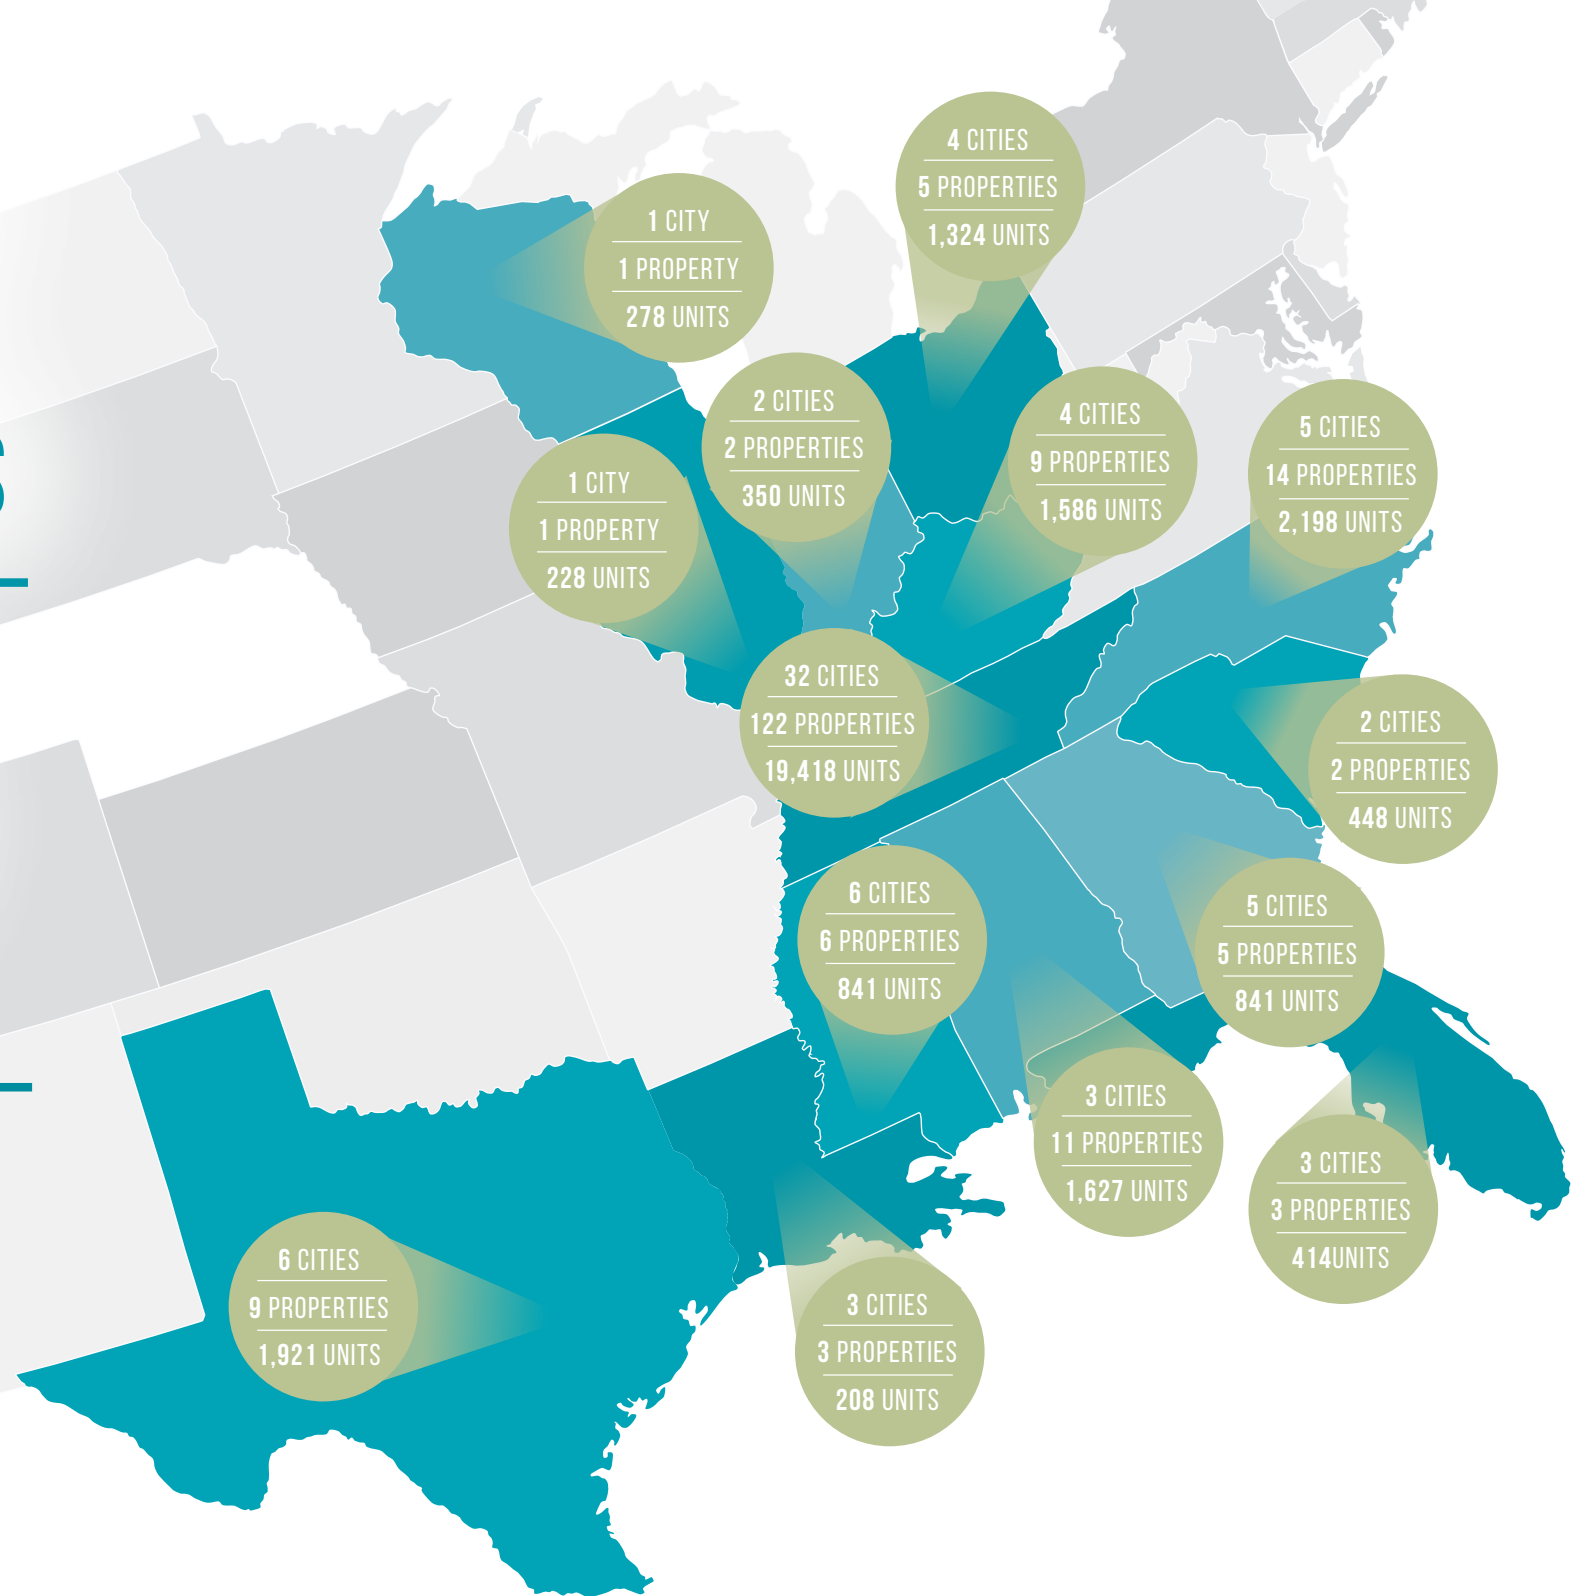 4 CITIES
5 PROPERTIES
1,324 UNITS
1 CITY
1 PROPERTY
278 UNITS
2 CITIES
2 PROPERTIES
350 UNITS
4 CITIES
9 PROPERTIES
1,586 UNITS
5 CITIES
14 PROPERTIES
2,198 UNITS
1 CITY
1 PROPERTY
228 UNITS
32 CITIES
122 PROPERTIES
19,418 UNITS
2 CITIES
2 PROPERTIES
448 UNITS
6 CITIES
6 PROPERTIES
841 UNITS
5 CITIES
5 PROPERTIES
841 UNITS
3 CITIES
11 PROPERTIES
1,627 UNITS
3 CITIES
3 PROPERTIES
414UNITS
6 CITIES
9 PROPERTIES
1,921 UNITS
3 CITIES
3 PROPERTIES
208 UNITS